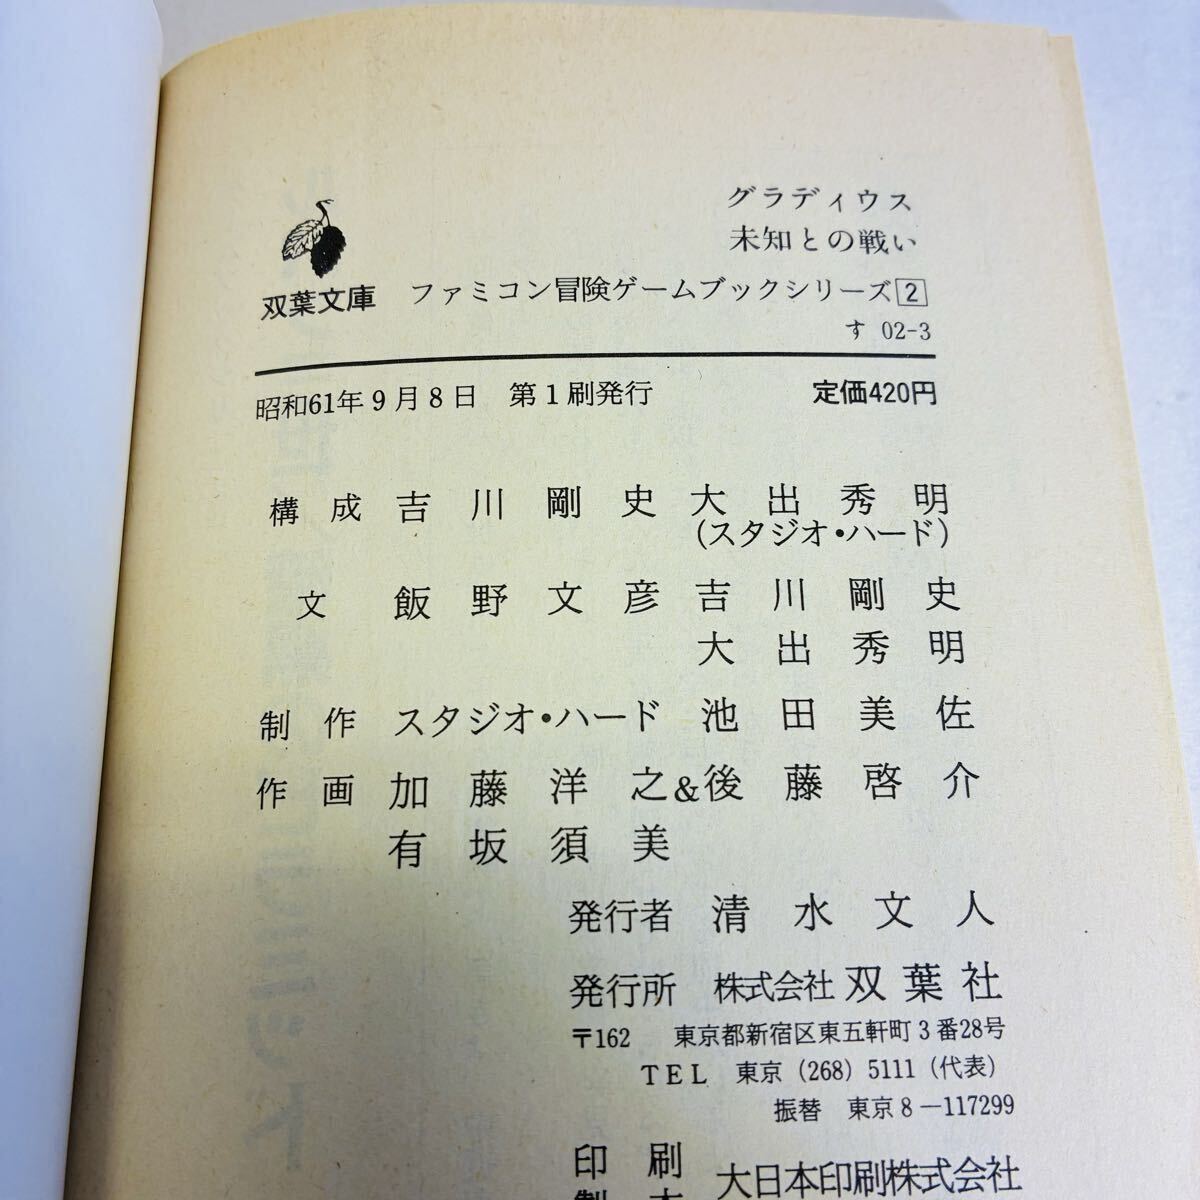 グラディウス
未知との戦い
双葉文庫 ファミコン冒険ゲームブックシリーズ2
す 02-3
昭和61年9月8日 第1刷発行 定価420円
構成 吉川剛史 大出秀明
(スタジオ・ハード)
文 飯野文彦 吉川剛史
大出秀明
制作 スタジオ・ハード 池田美佐
作画 加藤洋之&後藤啓介
有坂須美
発行者 清水文人
発行所 株式会社双葉社
〒162 東京都新宿区東五軒町3番28号
TEL 東京 (268) 5111 (代表)
振替 東京8-117299
印刷 大日本印刷株式会社